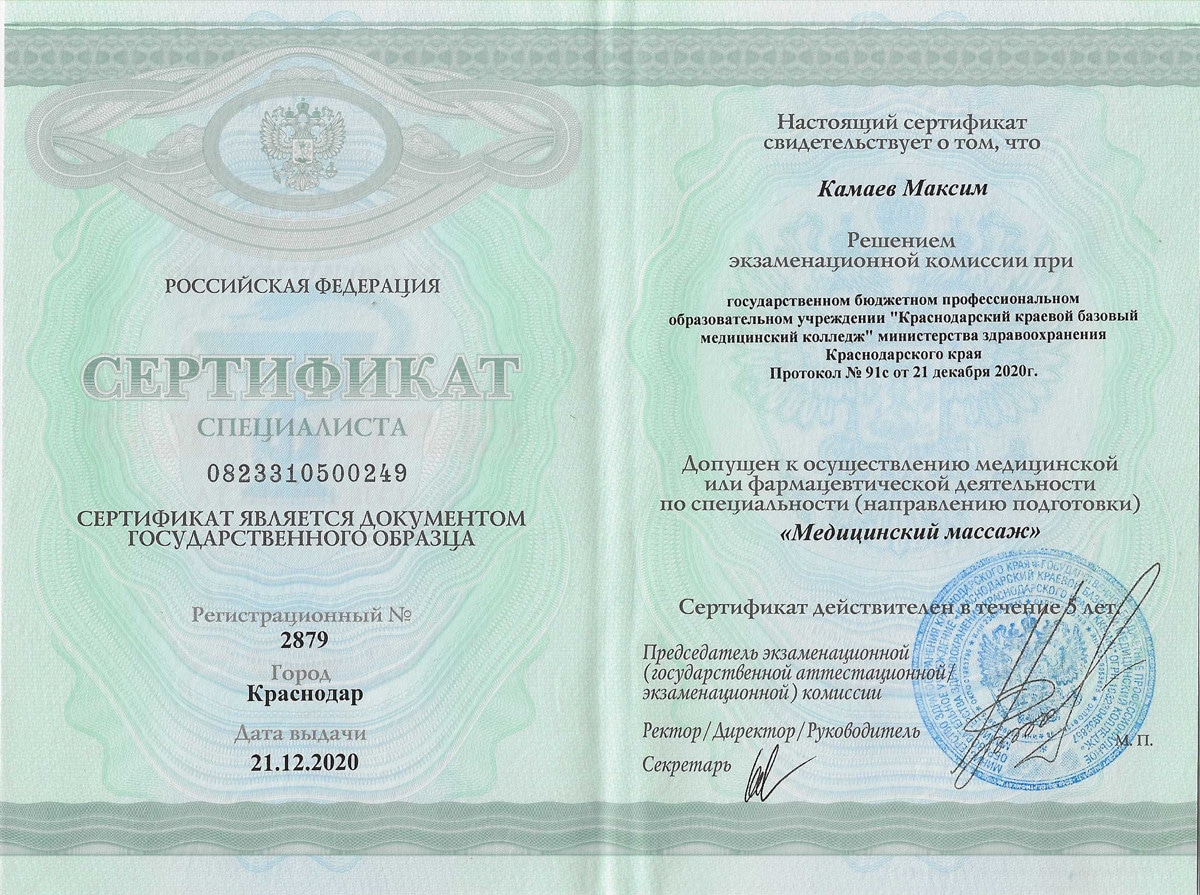 РОССИЙСКАЯ ФЕДЕРАЦИЯ
СЕРТИФИКАТ
СПЕЦИАЛИСТА
0823310500249
СЕРТИФИКАТ ЯВЛЯЕТСЯ ДОКУМЕНТОМ
ГОСУДАРСТВЕННОГО ОБРАЗЦА
Регистрационный №
2879
Город
Краснодар
Дата выдачи
21.12.2020
Настоящий сертификат
свидетельствует о том, что
Камаев Максим
Решением
экзаменационной комиссии при
государственном бюджетном профессиональном
образовательном учреждении "Краснодарский краевой базовый
медицинский колледж" министерства здравоохранения
Краснодарского края
Протокол № 91с от 21 декабря 2020г.
Допущен к осуществлению медицинской
или фармацевтической деятельности
по специальности (направлению подготовки)
«Медицинский массаж»
Сертификат действителен в течение 5 лет.
Председатель экзаменационной
(государственной аттестационной/
экзаменационной) комиссии
Ректор/Директор/Руководитель
Секретарь
М. П.